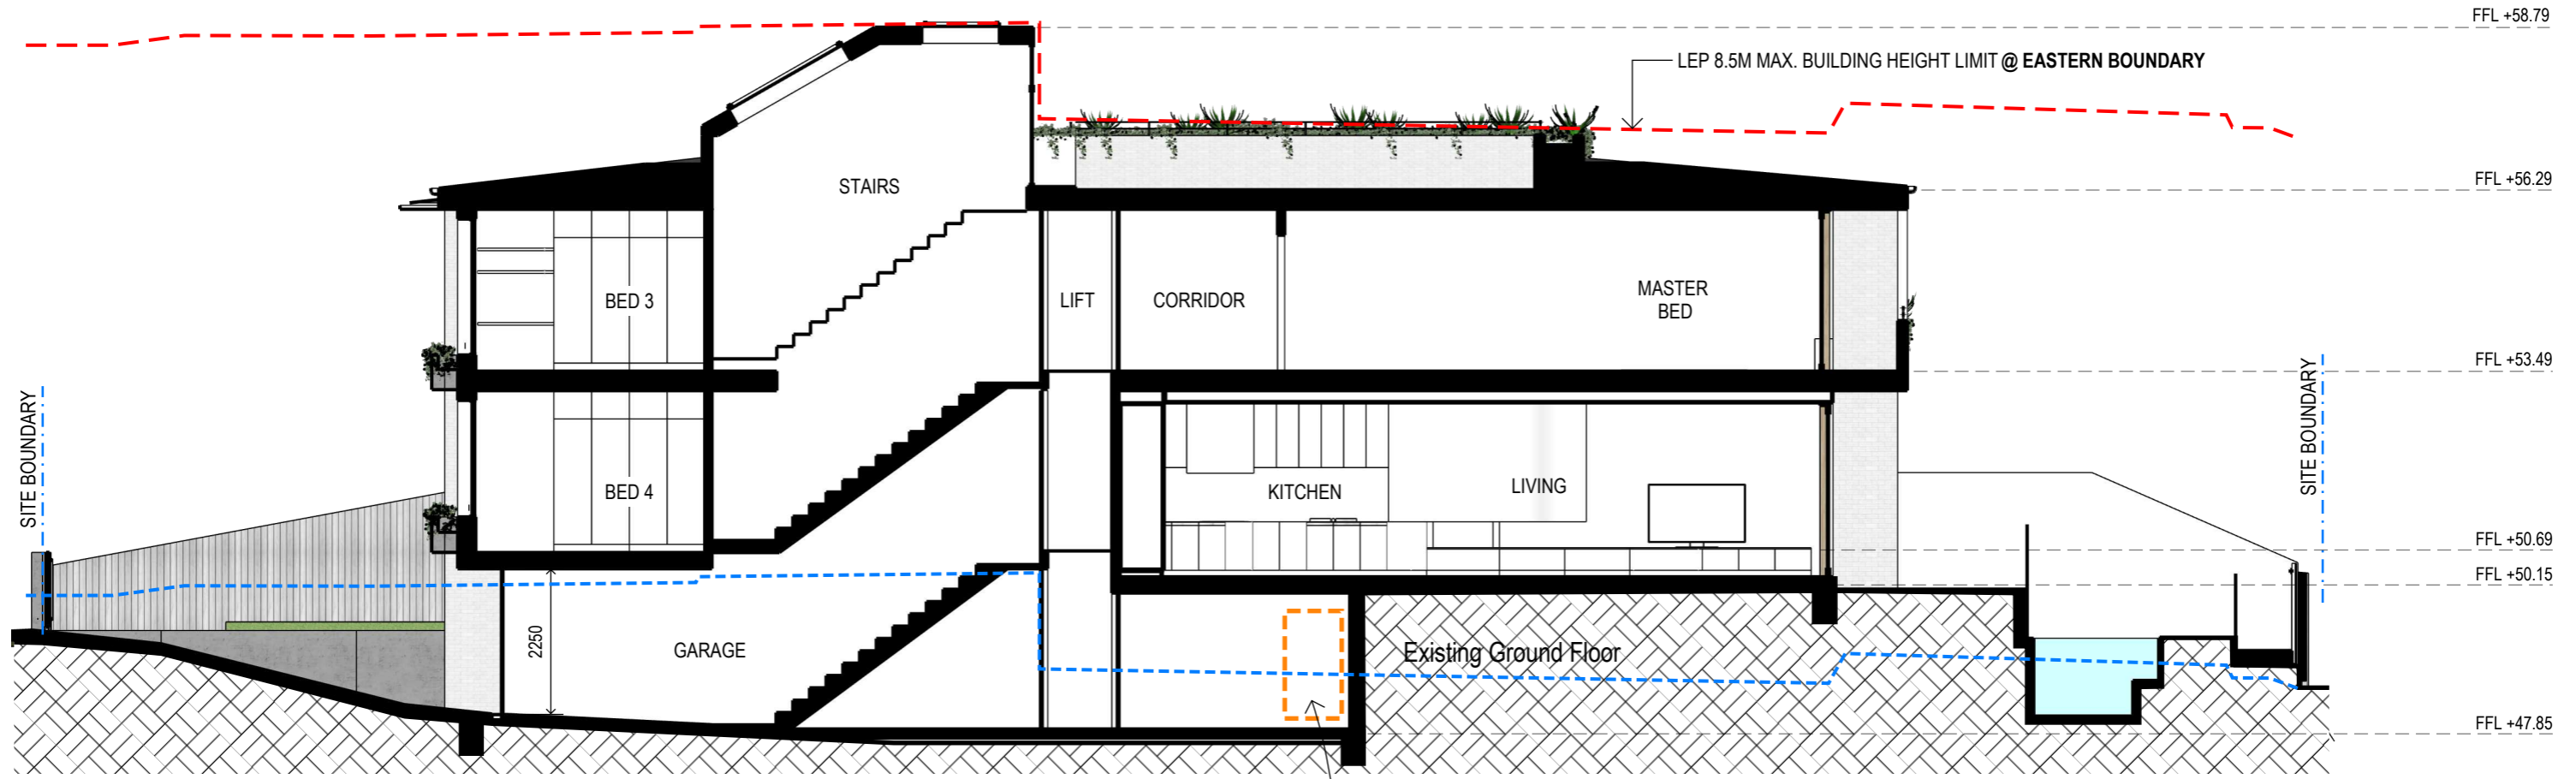 FFL +58.79
LEP 8.5M MAX. BUILDING HEIGHT LIMIT @ EASTERN BOUNDARY
STAIRS
FFL +56.29
BED 3
LIFT
CORRIDOR
MASTER
BED
FFL +53.49
SITE BOUNDARY
SITE BOUNDARY
BED 4
KITCHEN
LIVING
FFL +50.69
FFL +50.15
2250
GARAGE
Existing Ground Floor
FFL +47.85